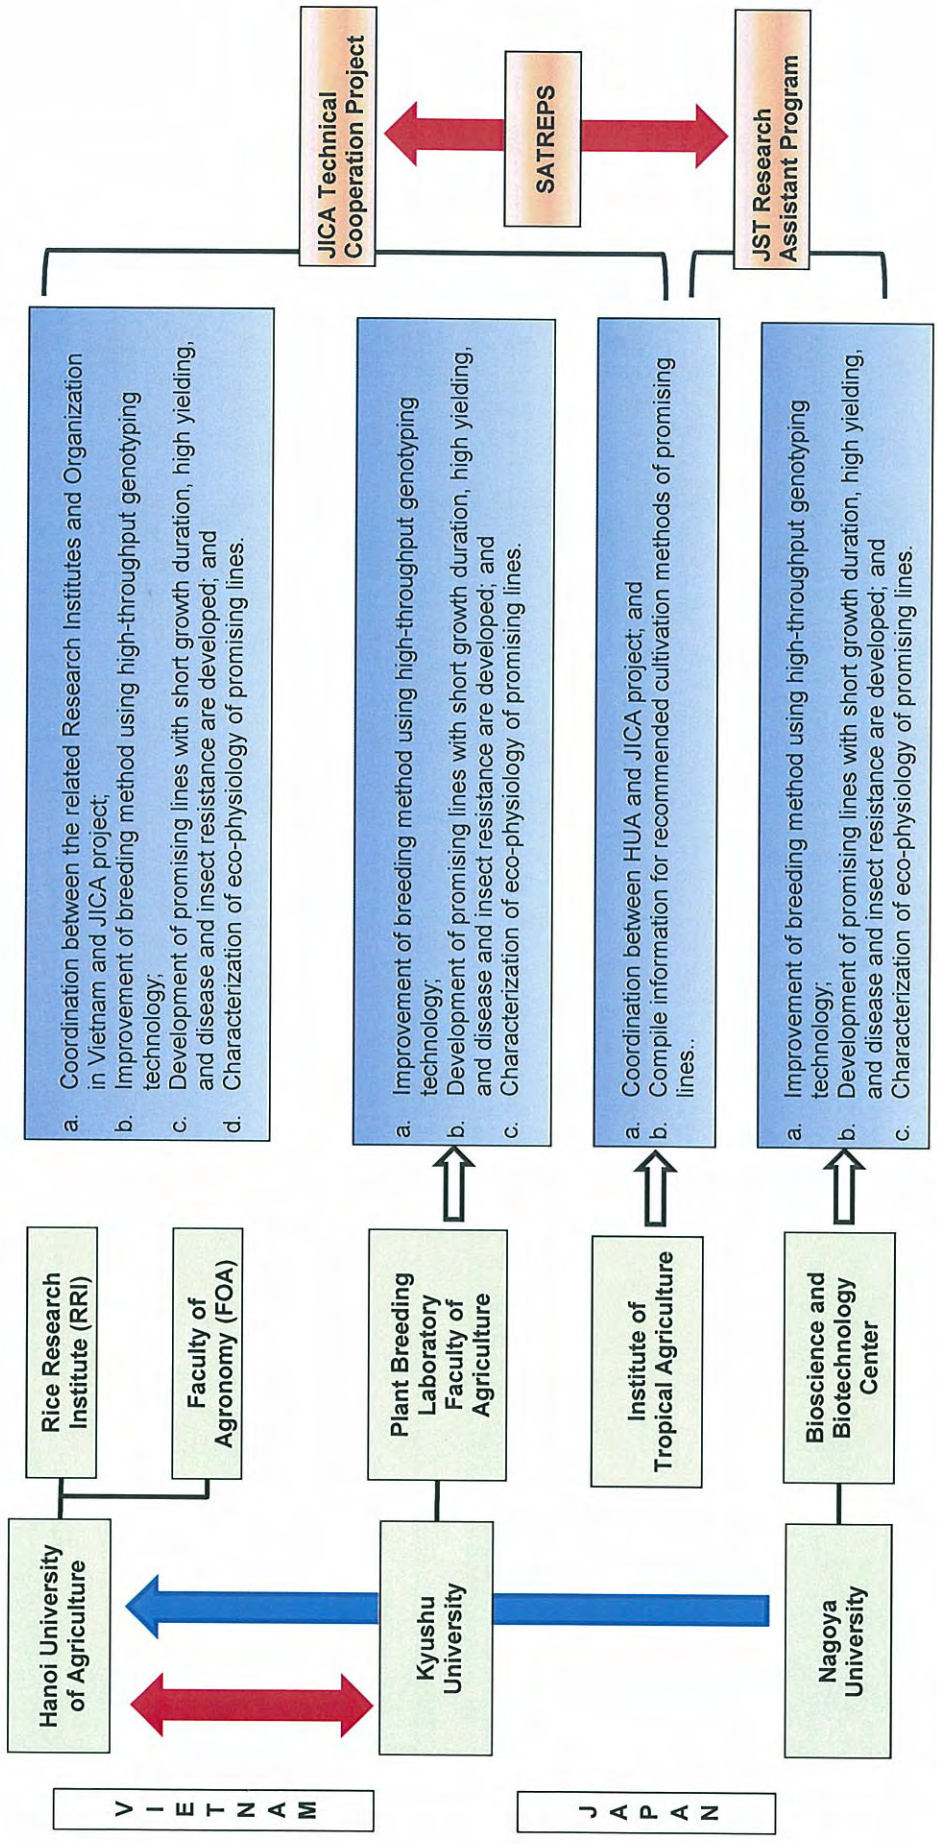 VIETNAM
JAPAN
Hanoi University
of Agriculture
Rice Research
Institute (RRI)
Faculty of
Agronomy (FOA)
a. Coordination between the related Research Institutes and Organization
in Vietnam and JICA project;
b. Improvement of breeding method using high-throughput genotyping
technology;
c. Development of promising lines with short growth duration, high yielding,
and disease and insect resistance are developed; and
d. Characterization of eco-physiology of promising lines.
Kyushu
University
Plant Breeding
Laboratory
Faculty of
Agriculture
a. Improvement of breeding method using high-throughput genotyping
technology;
b. Development of promising lines with short growth duration, high yielding,
and disease and insect resistance are developed; and
c. Characterization of eco-physiology of promising lines.
Institute of
Tropical Agriculture
a. Coordination between HUA and JICA project; and
b. Compile information for recommended cultivation methods of promising
lines..
Nagoya
University
Bioscience and
Biotechnology
Center
a. Improvement of breeding method using high-throughput genotyping
technology;
b. Development of promising lines with short growth duration, high yielding,
and disease and insect resistance are developed; and
c. Characterization of eco-physiology of promising lines.
JICA Technical
Cooperation Project
SATREPS
JST Research
Assistant Program